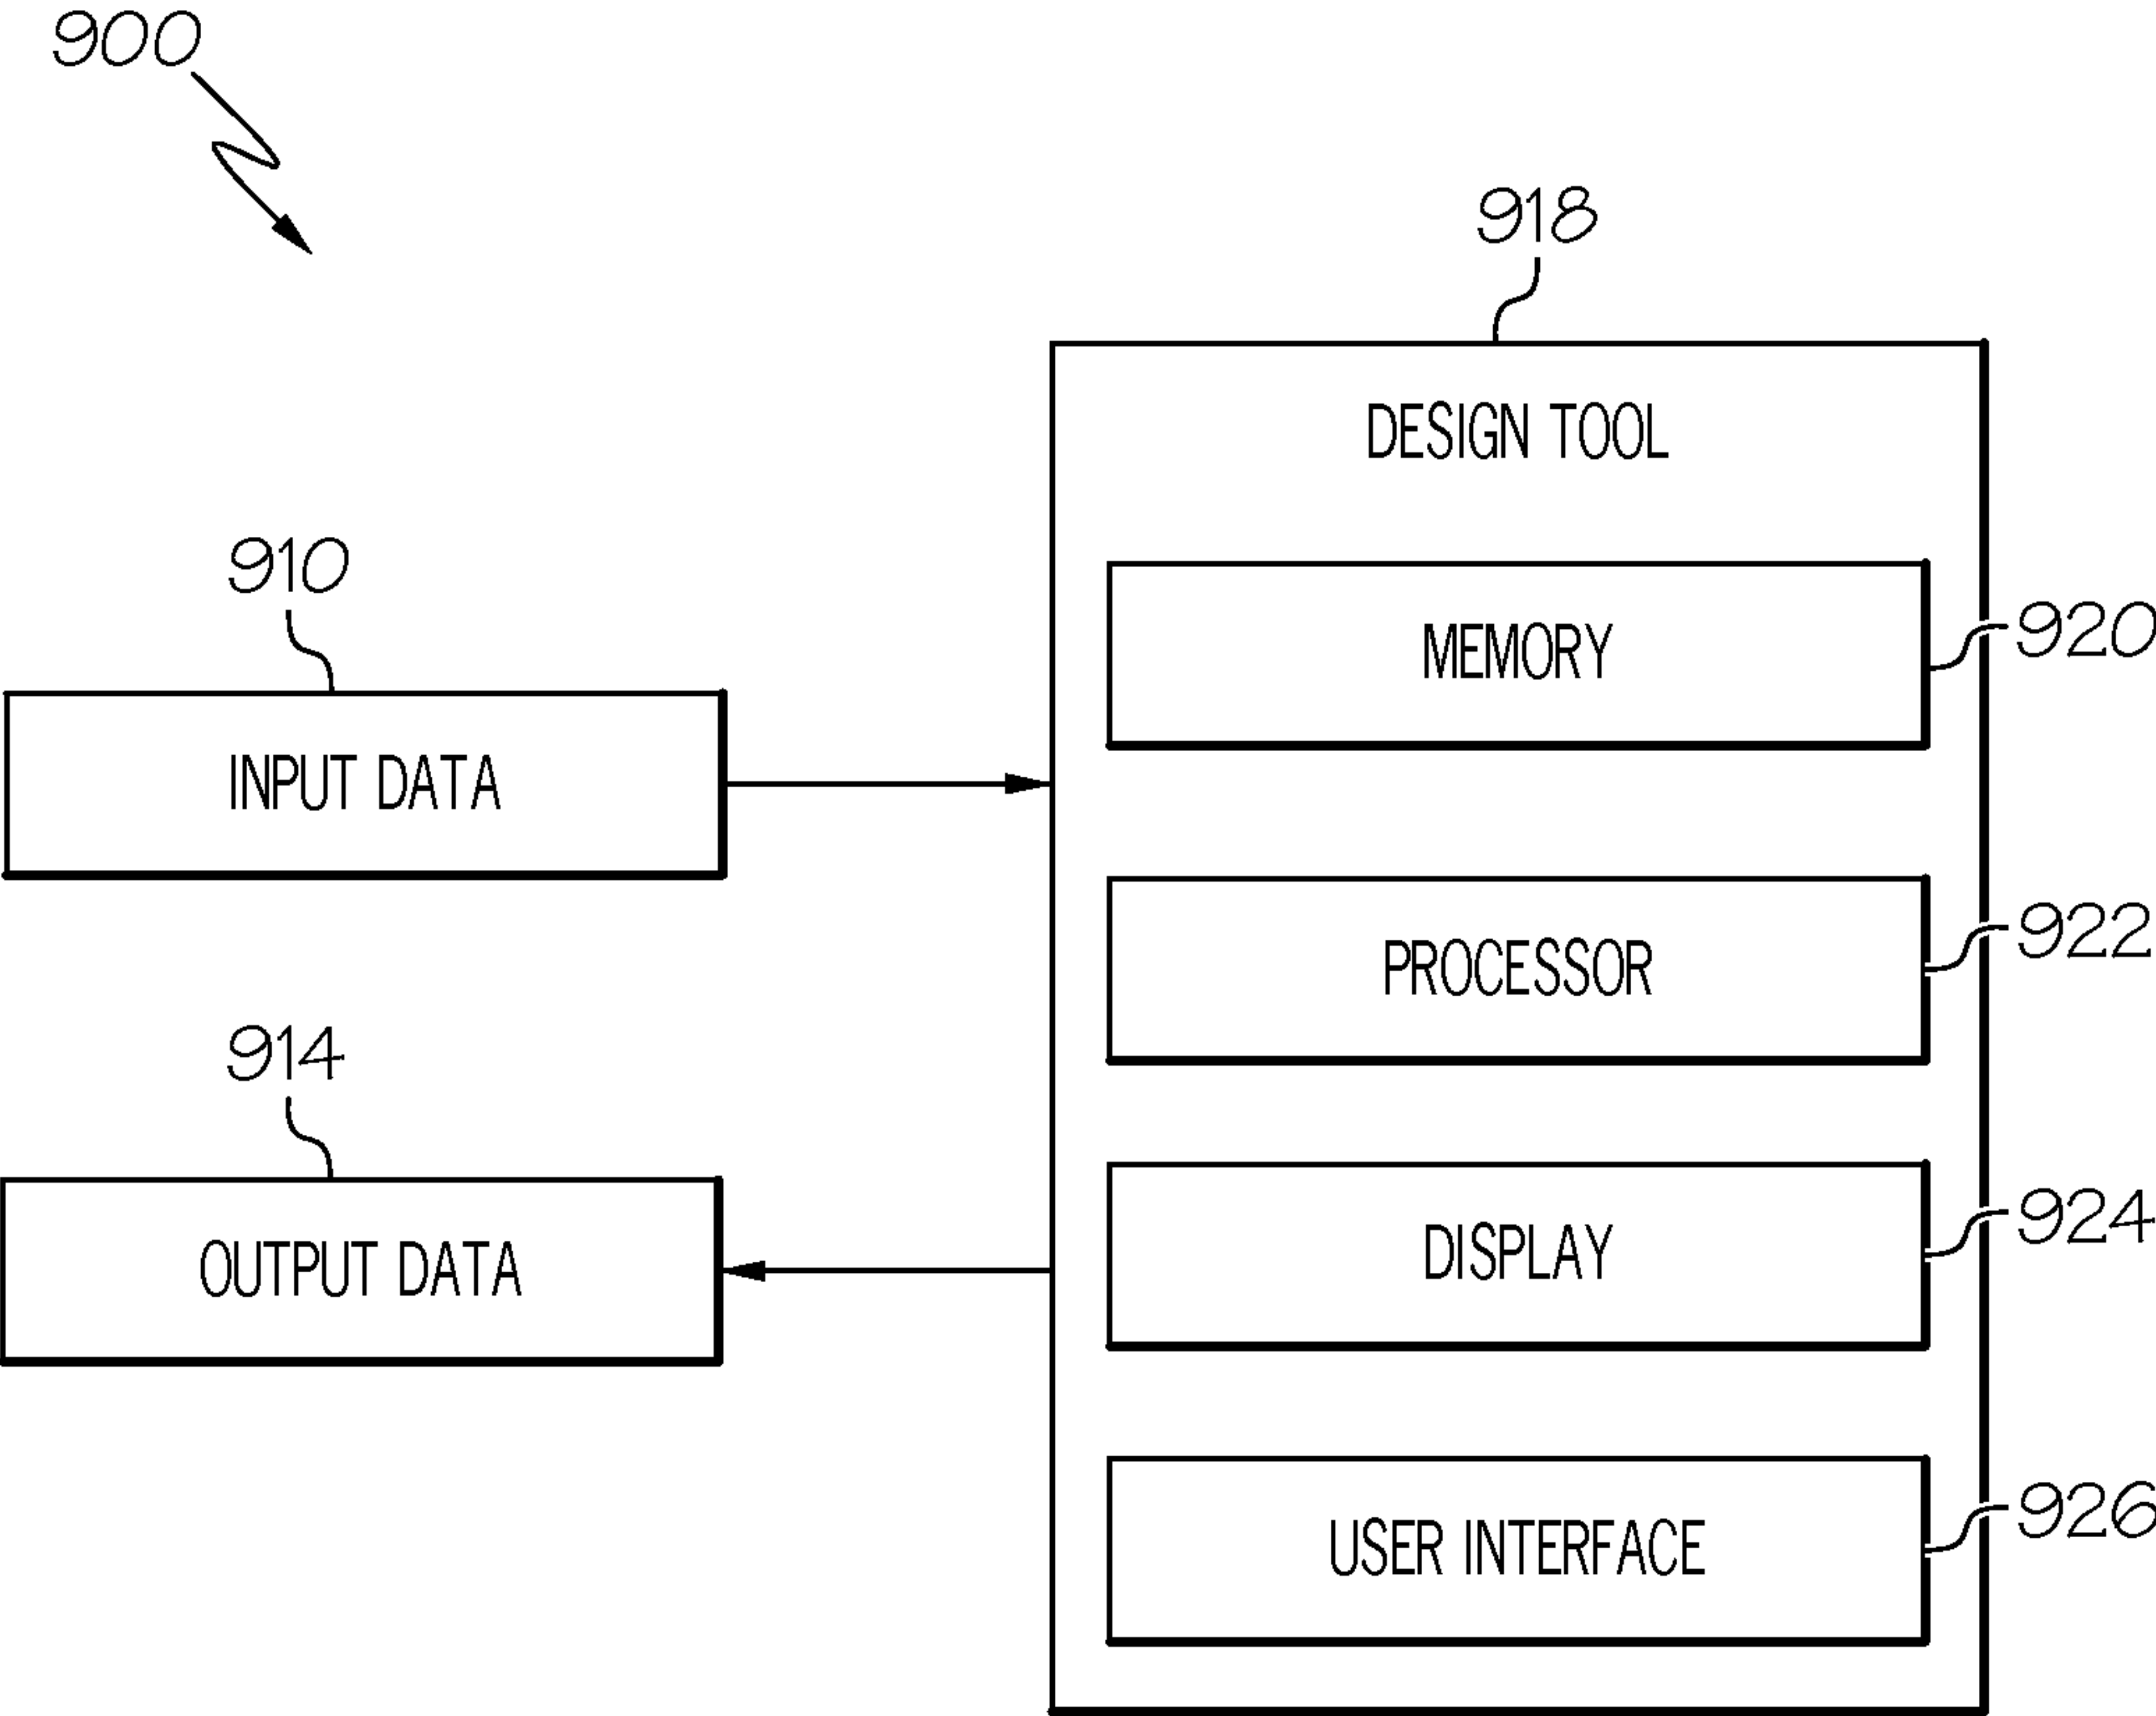 900
918
DESIGN TOOL
910
MEMORY
920
INPUT DATA
922
PROCESSOR
914
924
OUTPUT DATA
DISPLAY
926
USER INTERFACE